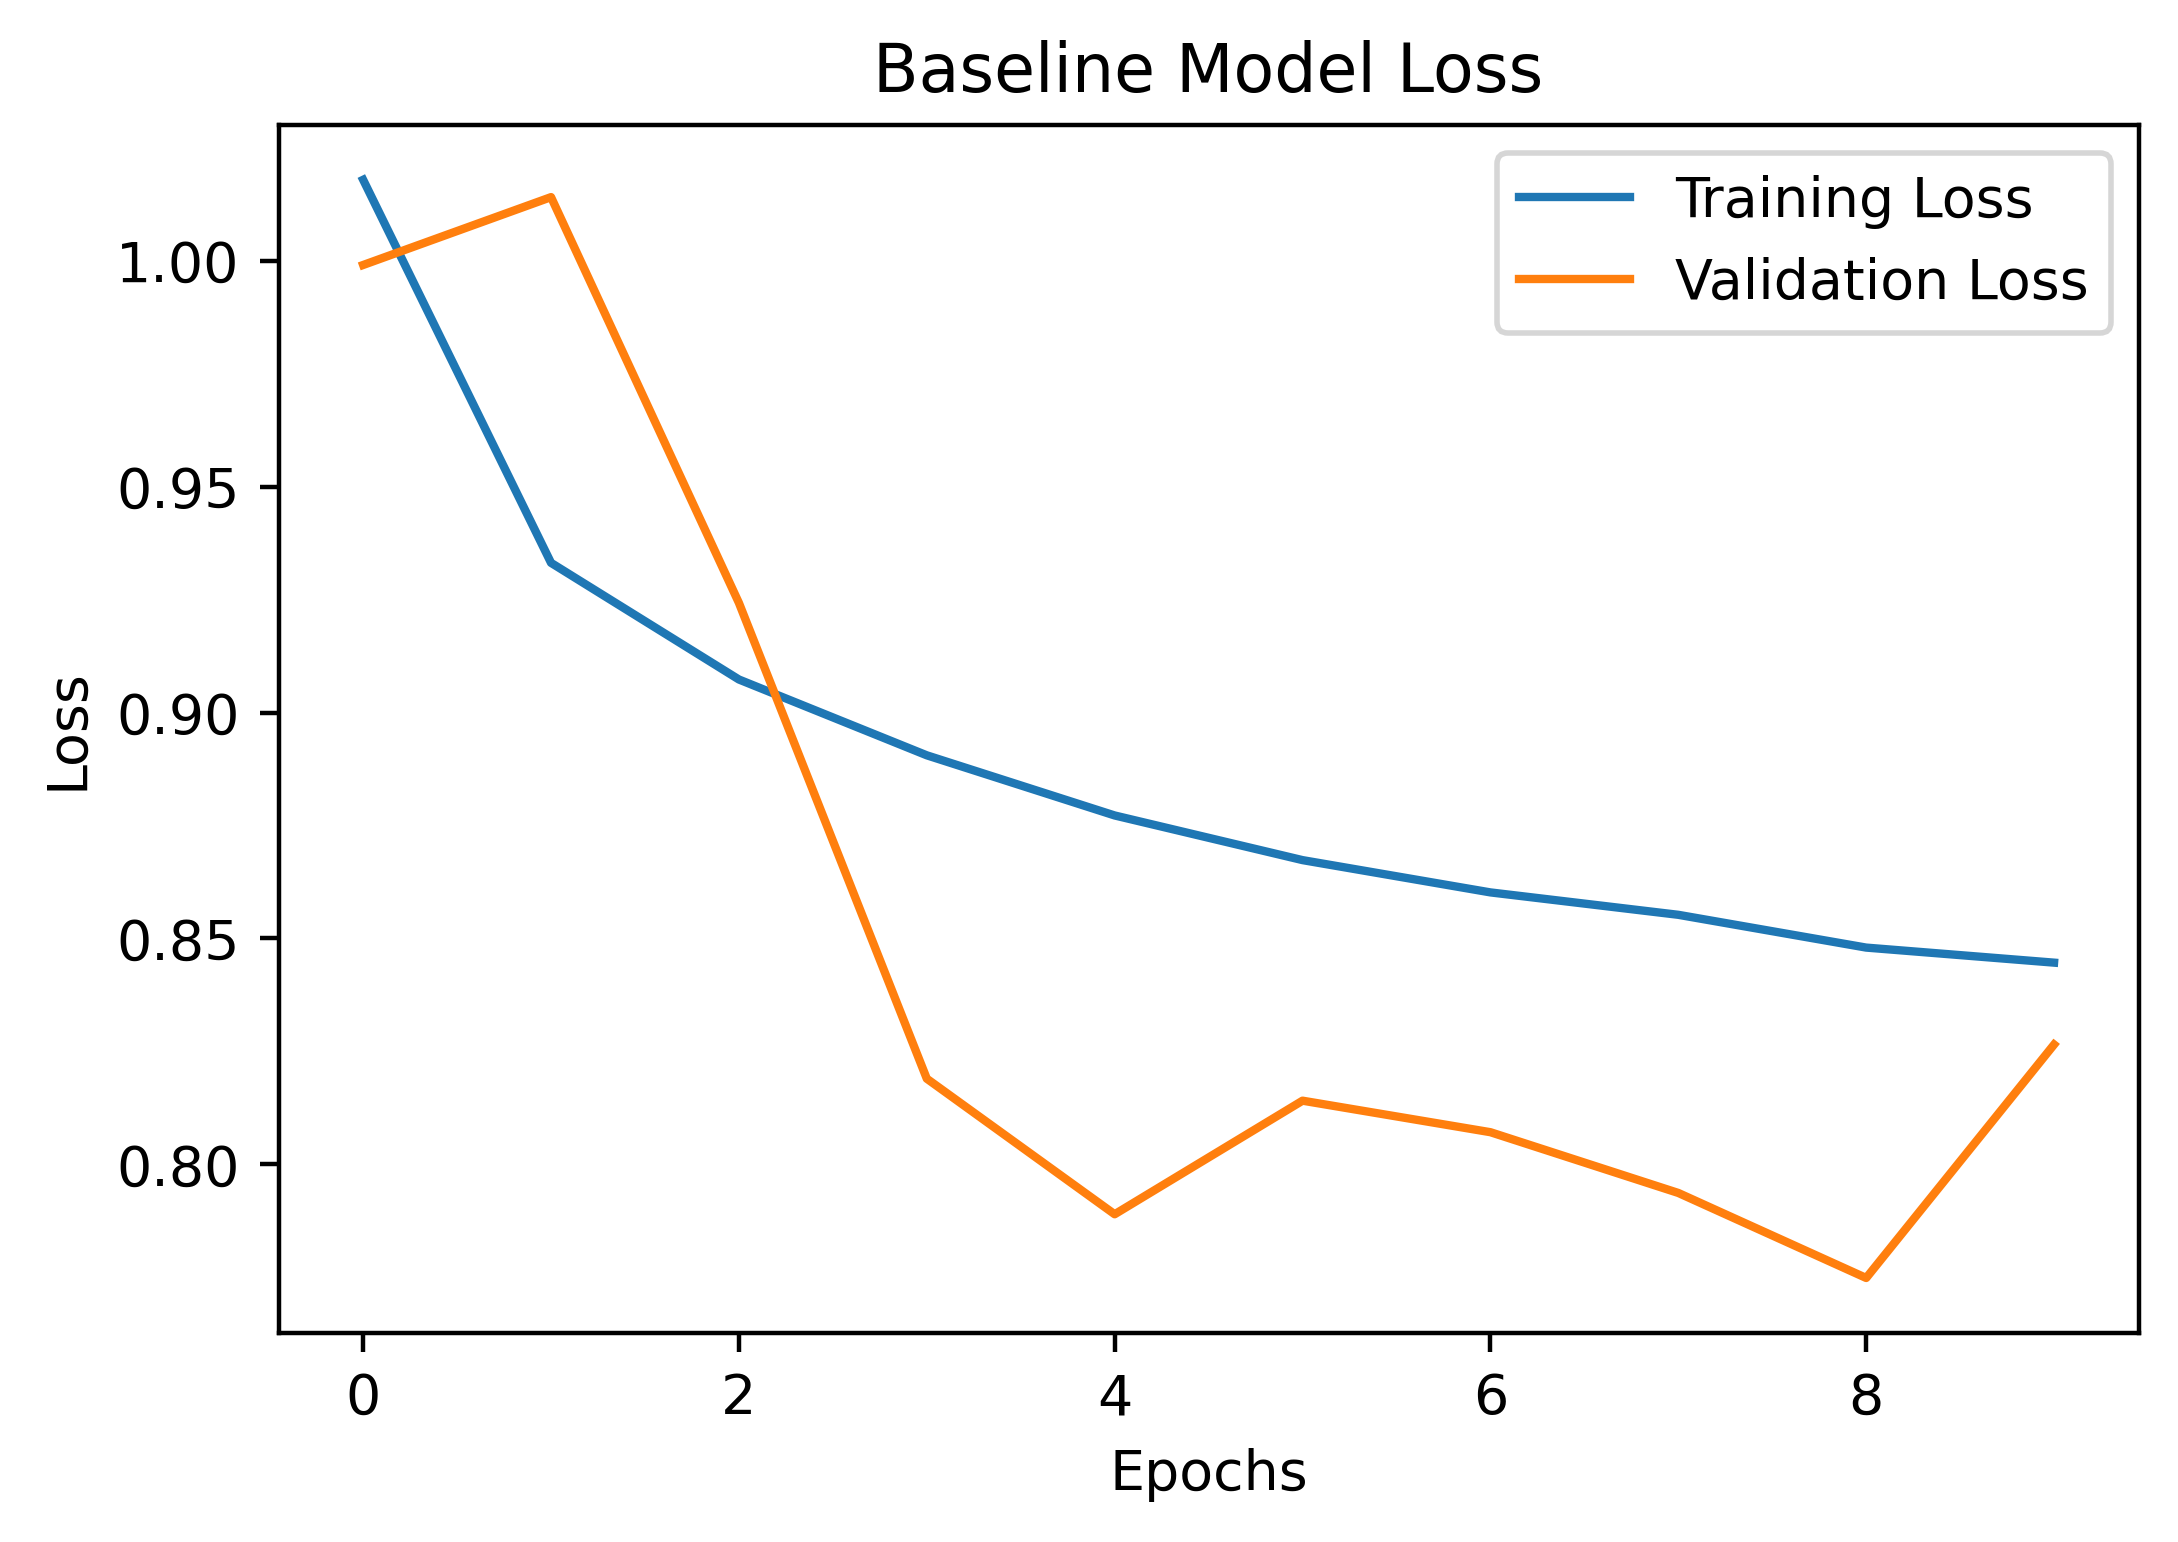 Baseline Model Loss
Training Loss
Validation Loss
1.00
0.95
0.90
0.85
0.80
Loss
0 2 4 6 8
Epochs